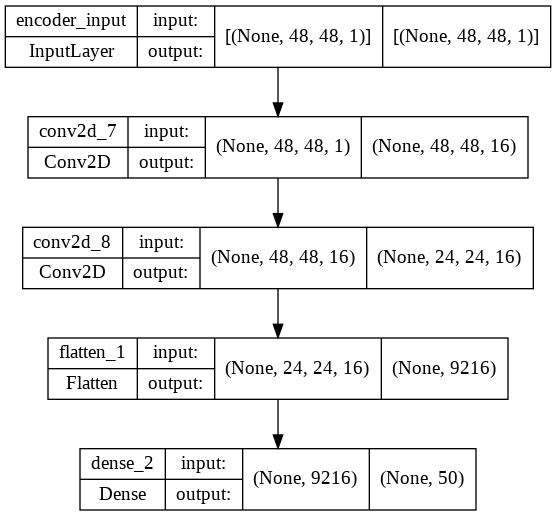 encoder_input input: [(None, 48, 48, 1)] [(None, 48, 48, 1)]
InputLayer output:
conv2d_7 input: (None, 48, 48, 1) (None, 48, 48, 16)
Conv2D output:
conv2d_8 input: (None, 48, 48, 16) (None, 24, 24, 16)
Conv2D output:
flatten_1 input: (None, 24, 24, 16) (None, 9216)
Flatten output:
dense_2 input: (None, 9216) (None, 50)
Dense output: